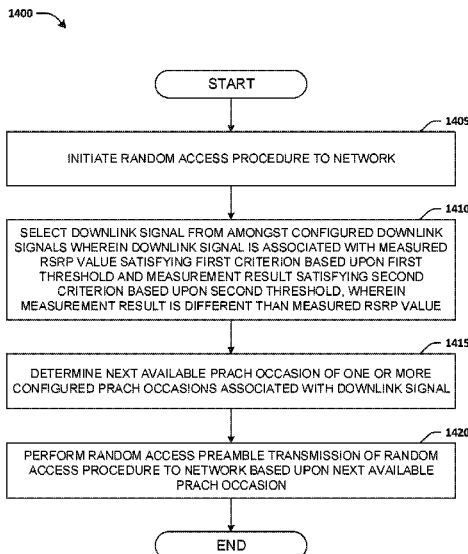 1400
START
1405
INITIATE RANDOM ACCESS PROCEDURE TO NETWORK
1410
SELECT DOWNLINK SIGNAL FROM AMONGST CONFIGURED DOWNLINK
SIGNALS WHEREIN DOWNLINK SIGNAL IS ASSOCIATED WITH MEASURED
RSRP VALUE SATISFYING FIRST CRITERION BASED UPON FIRST
THRESHOLD AND MEASUREMENT RESULT SATISFYING SECOND
CRITERION BASED UPON SECOND THRESHOLD, WHEREIN
MEASUREMENT RESULT IS DIFFERENT THAN MEASURED RSRP VALUE
1415
DETERMINE NEXT AVAILABLE PRACH OCCASION OF ONE OR MORE
CONFIGURED PRACH OCCASIONS ASSOCIATED WITH DOWNLINK SIGNAL
1420
PERFORM RANDOM ACCESS PREAMBLE TRANSMISSION OF RANDOM
ACCESS PROCEDURE TO NETWORK BASED UPON NEXT AVAILABLE
PRACH OCCASION
END